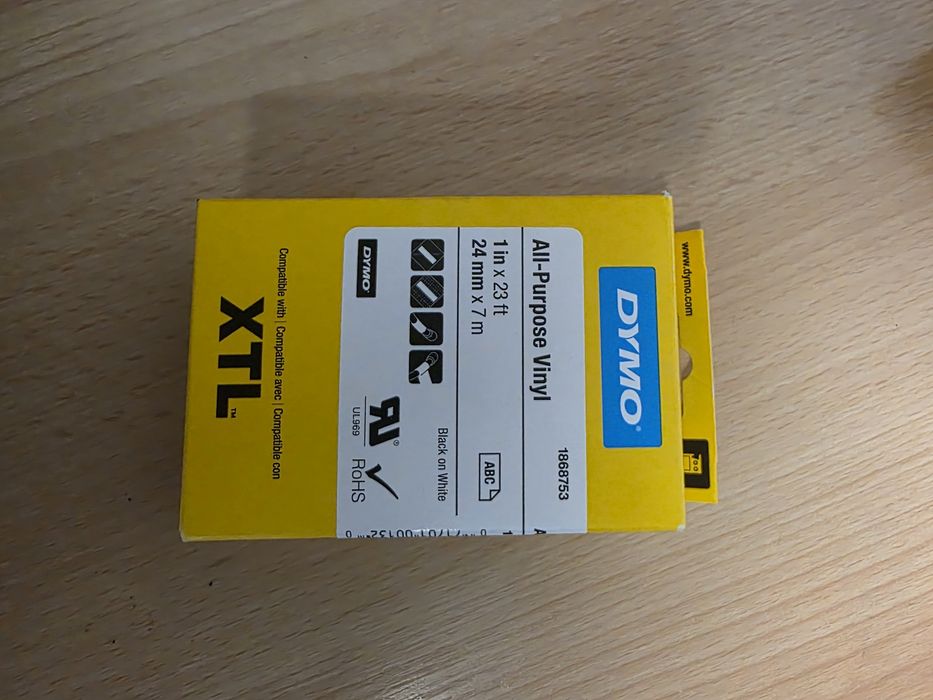 www.dymo.com
DYMO®
1868753
All-Purpose Vinyl
1 in x 23 ft
24 mm x 7 m
ABC
Black on White
DYMO®
®
UL969
RoHS
Compatible with | Compatible avec | Compatible con
XTL™